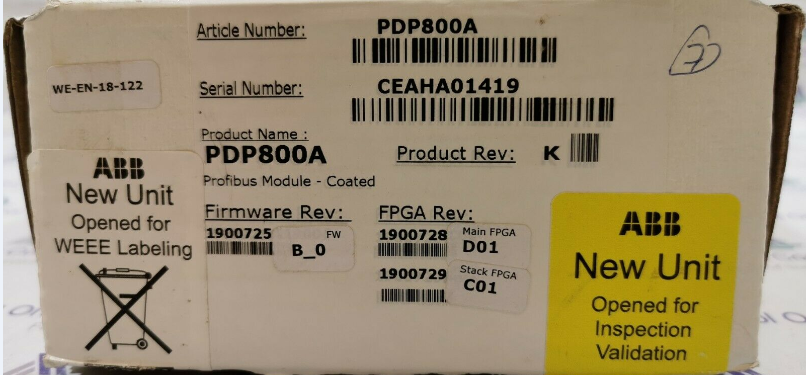 Article Number: PDP800A
WE-EN-18-122
Serial Number: CEAHA01419
Product Name :
PDP800A
Product Rev: K
Profibus Module - Coated
Firmware Rev:
1900725
FW
B_0
FPGA Rev:
1900728
Main FPGA
D01
1900729
Stack FPGA
C01
ABB
New Unit
Opened for
WEEE Labeling
ABB
New Unit
Opened for
Inspection
Validation